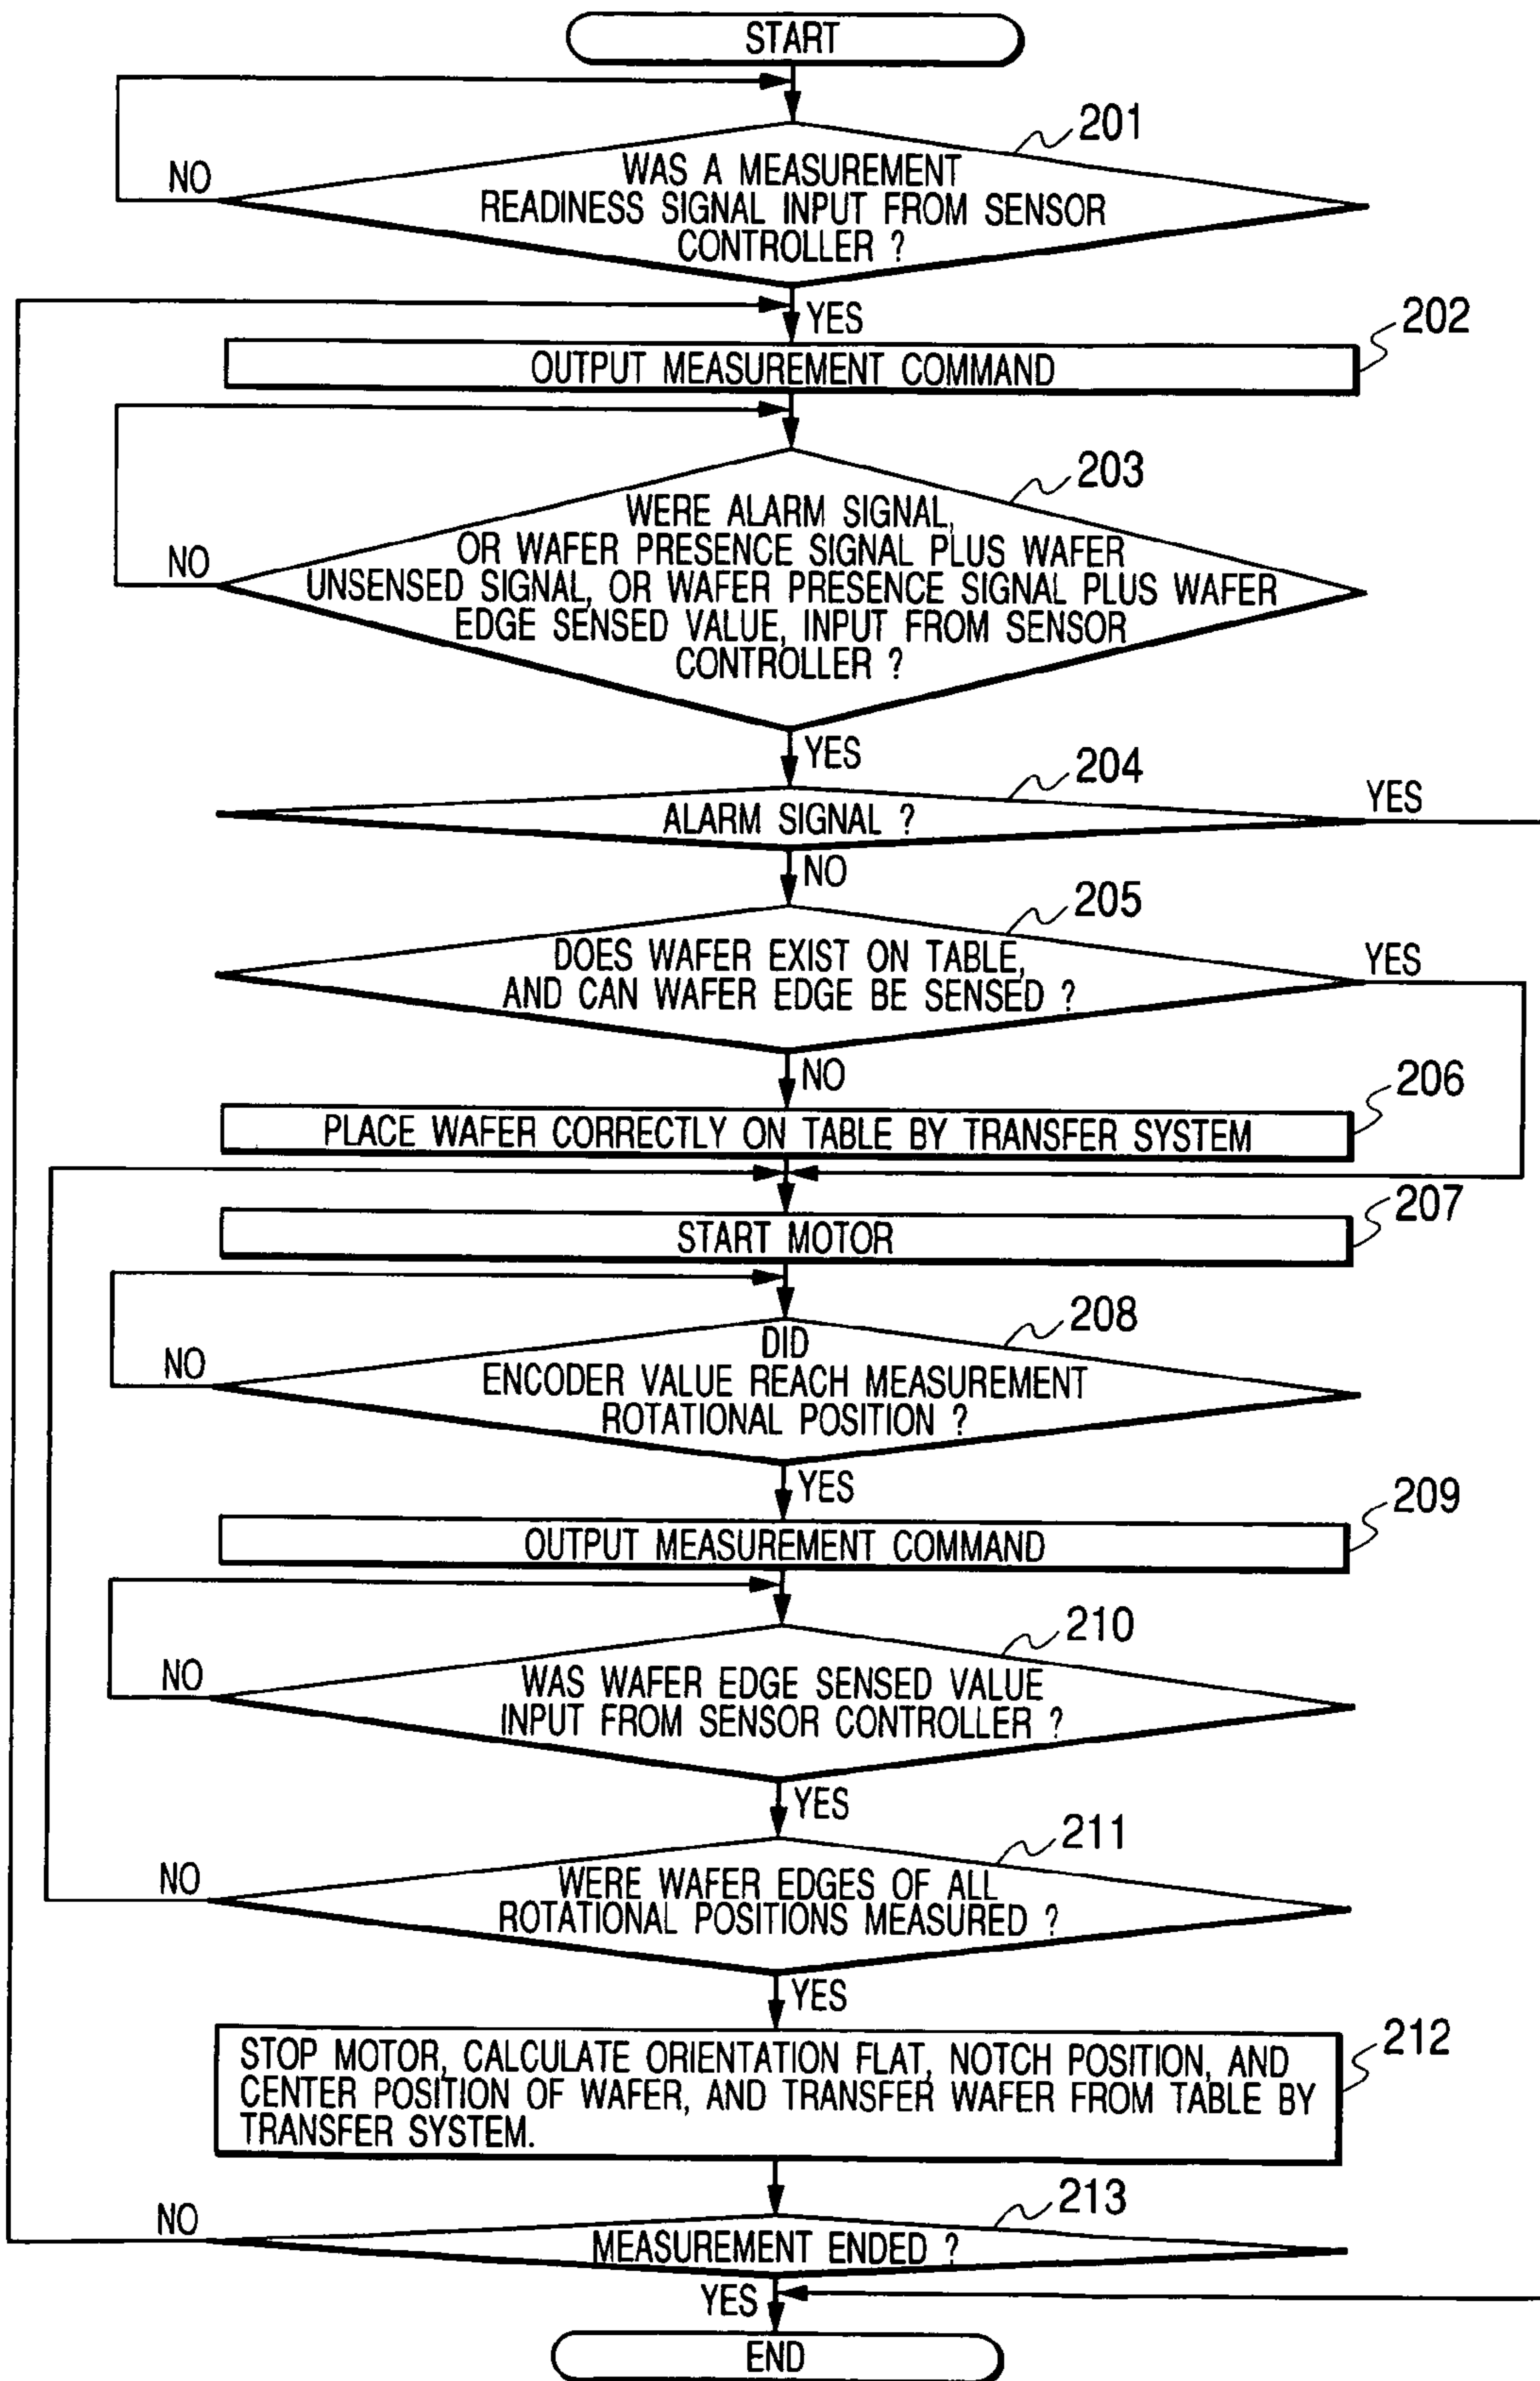 START
201
WAS A MEASUREMENT
READINESS SIGNAL INPUT FROM SENSOR
CONTROLLER ?
NO
YES
202
OUTPUT MEASUREMENT COMMAND
203
WERE ALARM SIGNAL,
OR WAFER PRESENCE SIGNAL PLUS WAFER
UNSENSED SIGNAL, OR WAFER PRESENCE SIGNAL PLUS WAFER
EDGE SENSED VALUE, INPUT FROM SENSOR
CONTROLLER ?
NO
YES
204
ALARM SIGNAL ?
YES
NO
205
DOES WAFER EXIST ON TABLE,
AND CAN WAFER EDGE BE SENSED ?
YES
NO
206
PLACE WAFER CORRECTLY ON TABLE BY TRANSFER SYSTEM
207
START MOTOR
208
DID
ENCODER VALUE REACH MEASUREMENT
ROTATIONAL POSITION ?
NO
YES
209
OUTPUT MEASUREMENT COMMAND
210
WAS WAFER EDGE SENSED VALUE
INPUT FROM SENSOR CONTROLLER ?
NO
YES
211
WERE WAFER EDGES OF ALL
ROTATIONAL POSITIONS MEASURED ?
NO
YES
212
STOP MOTOR, CALCULATE ORIENTATION FLAT, NOTCH POSITION, AND
CENTER POSITION OF WAFER, AND TRANSFER WAFER FROM TABLE BY
TRANSFER SYSTEM.
213
MEASUREMENT ENDED ?
NO
YES
END